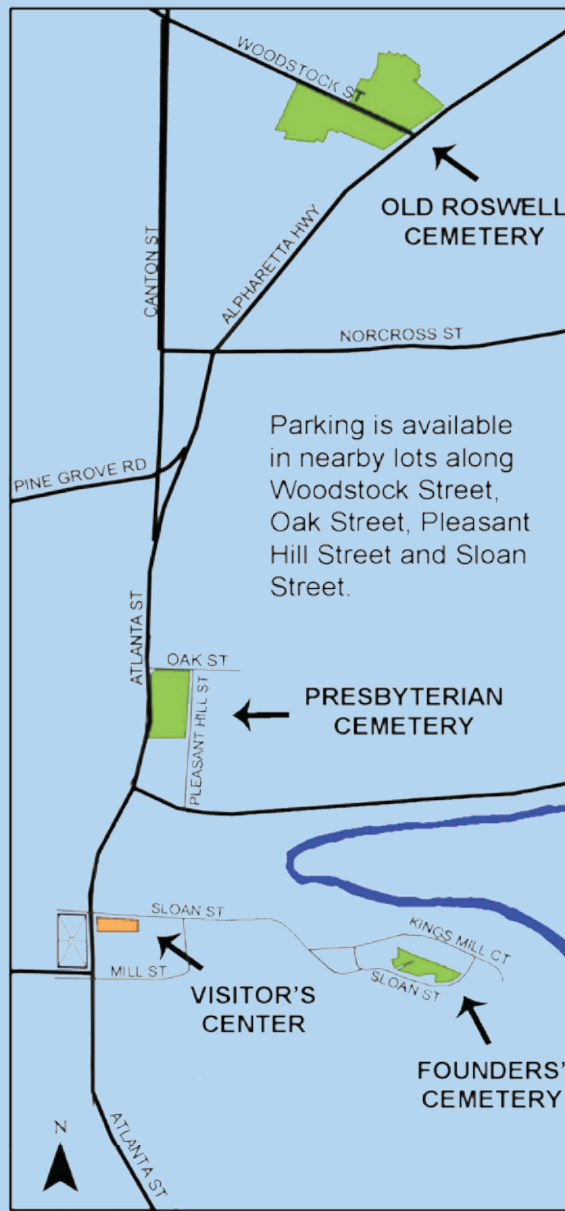 WOODSTOCK ST
OLD ROSWELL
CEMETERY
CANTON ST
ALPHARETTA HWY
NORCROSS ST
Parking is available
in nearby lots along
Woodstock Street,
Oak Street, Pleasant
Hill Street and Sloan
Street.
PINE GROVE RD
ATLANTA ST
OAK ST
PLEASANT HILL ST
PRESBYTERIAN
CEMETERY
SLOAN ST
KINGS MILL CT
MILL ST
SLOAN ST
VISITOR'S
CENTER
FOUNDERS'
CEMETERY
N
ATLANTA ST